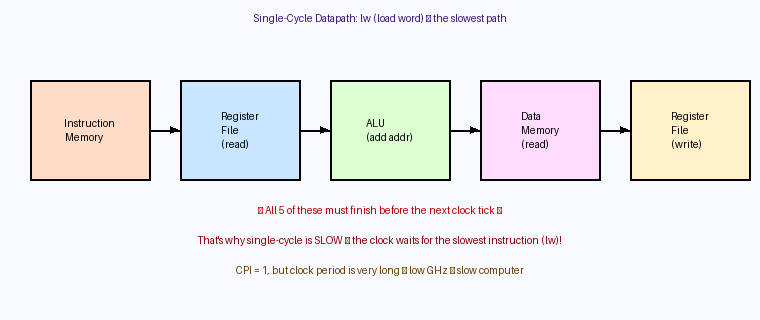 Single-Cycle Datapath: lw (load word) the slowest path
Instruction
Memory
Register
File
(read)
ALU
(add addr)
Data
Memory
(read)
Register
File
(write)
All 5 of these must finish before the next clock tick
That's why single-cycle is SLOW the clock waits for the slowest instruction (lw)!
CPI = 1, but clock period is very long low GHz slow computer